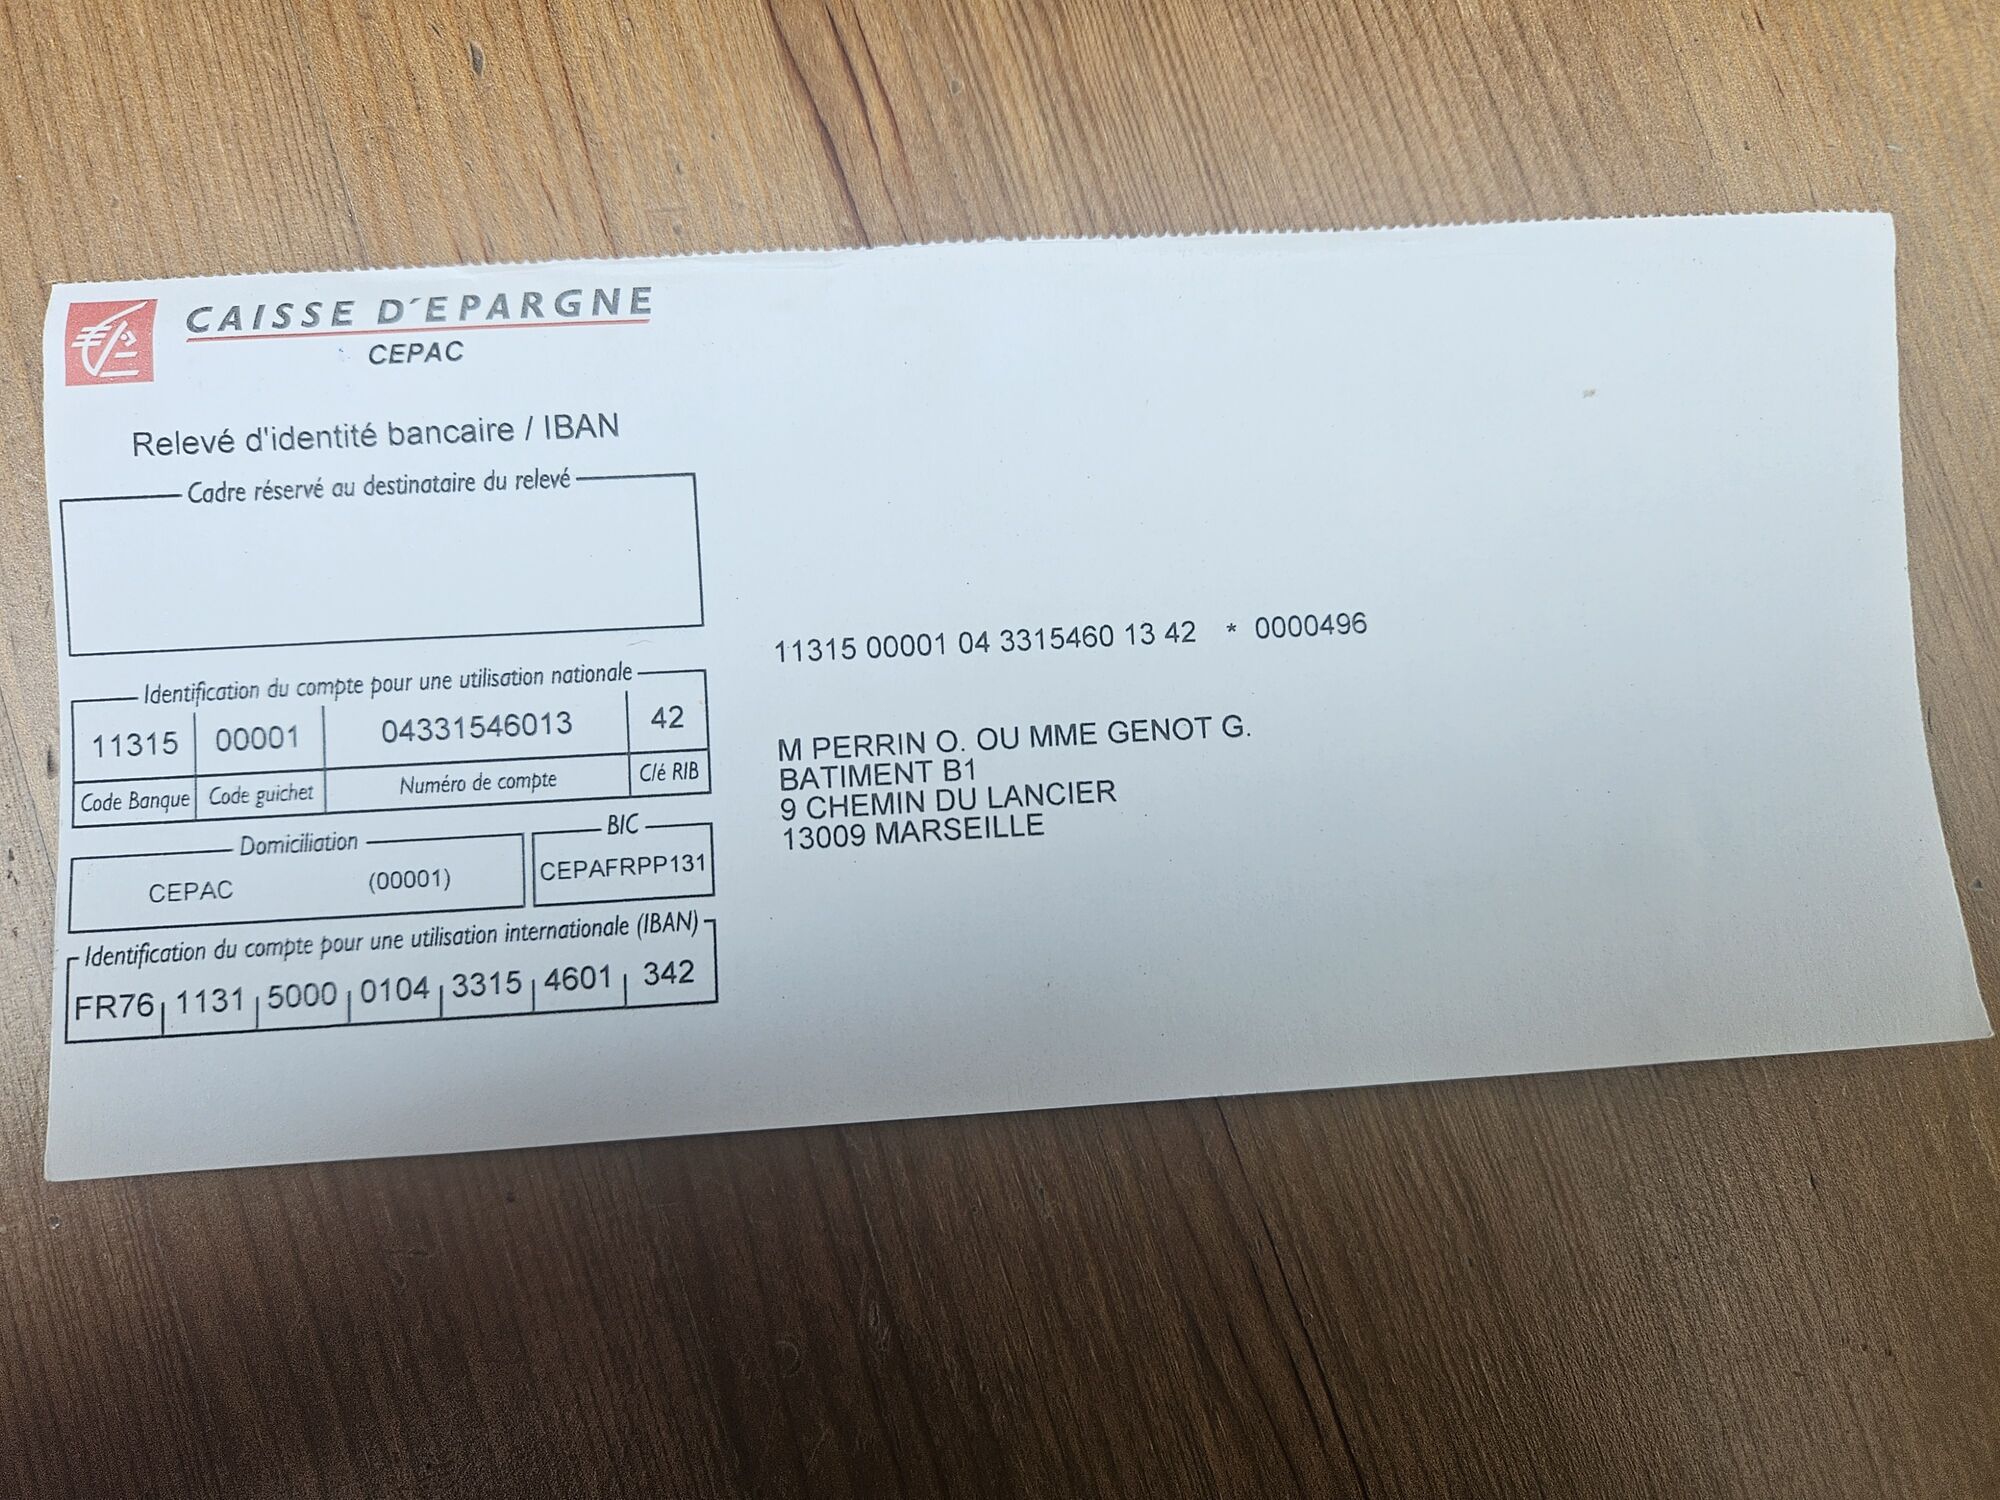 CAISSE D'EPARGNE
CEPAC
Relevé d'identité bancaire / IBAN
Cadre réservé au destinataire du relevé
Identification du compte pour une utilisation nationale
11315 00001 04331546013 42
Code Banque Code guichet Numéro de compte Clé RIB
Domiciliation BIC
CEPAC (00001) CEPAFRPP131
Identification du compte pour une utilisation internationale (IBAN)
FR76 1131 5000 0104 3315 4601 342
11315 00001 04 3315460 13 42 * 0000496
M PERRIN O. OU MME GENOT G.
BATIMENT B1
9 CHEMIN DU LANCIER
13009 MARSEILLE